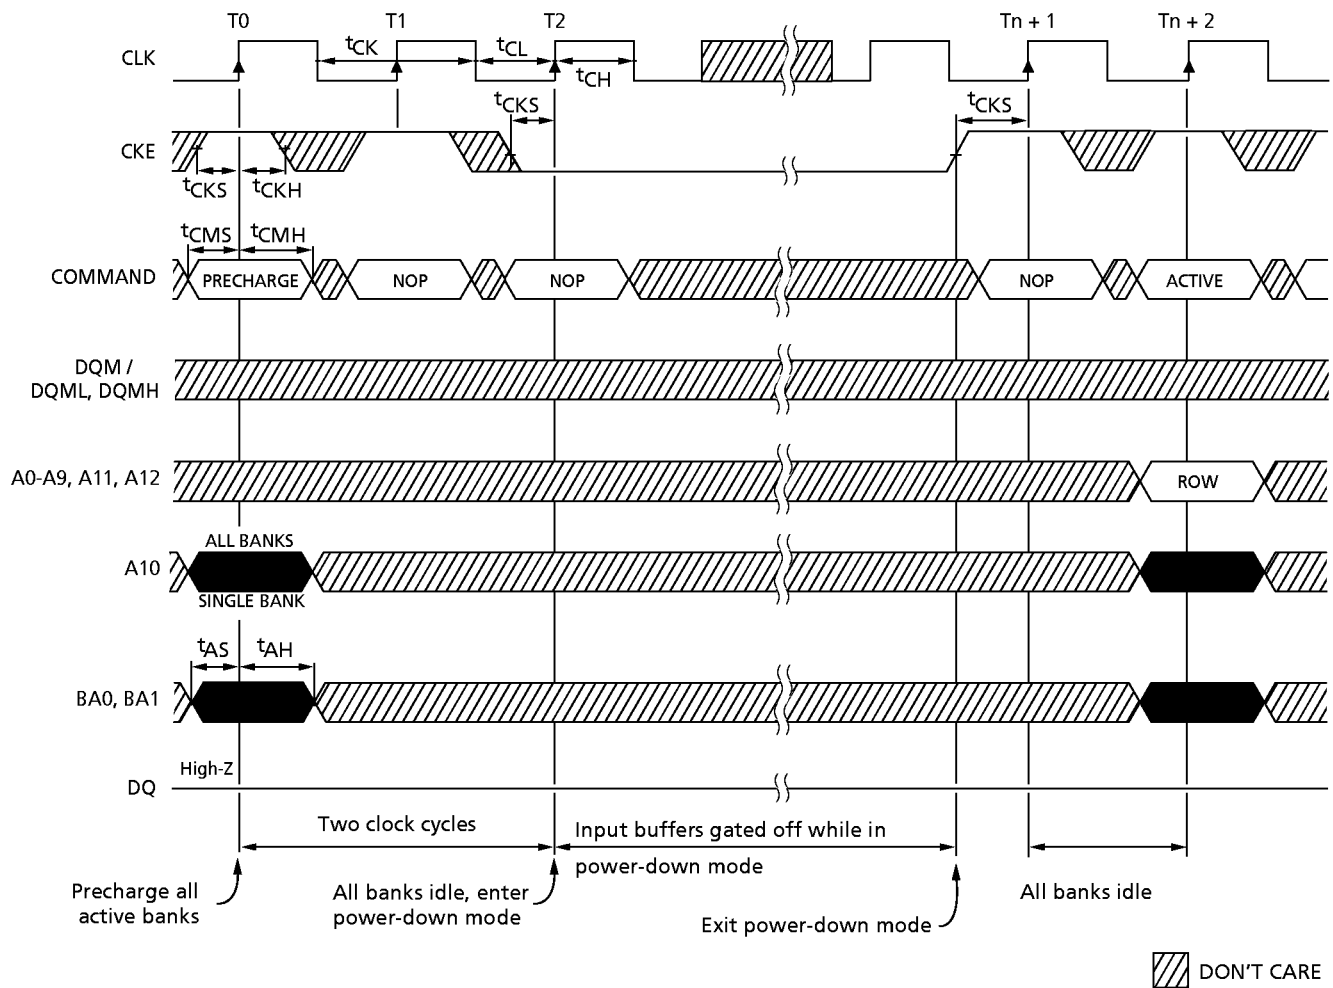 T0 T1 T2 Tn + 1 Tn + 2
CLK tCK tCL tCH
tCKS tCKS
CKE
tCKS tCKH
tCMS tCMH
COMMAND PRECHARGE NOP NOP NOP ACTIVE
DQM /
DQML, DQMH
A0-A9, A11, A12 ROW
ALL BANKS
A10
SINGLE BANK
tAS tAH
BA0, BA1
High-Z
DQ
Two clock cycles
Input buffers gated off while in
power-down mode
Precharge all
active banks
All banks idle, enter
power-down mode
Exit power-down mode
All banks idle
DON'T CARE